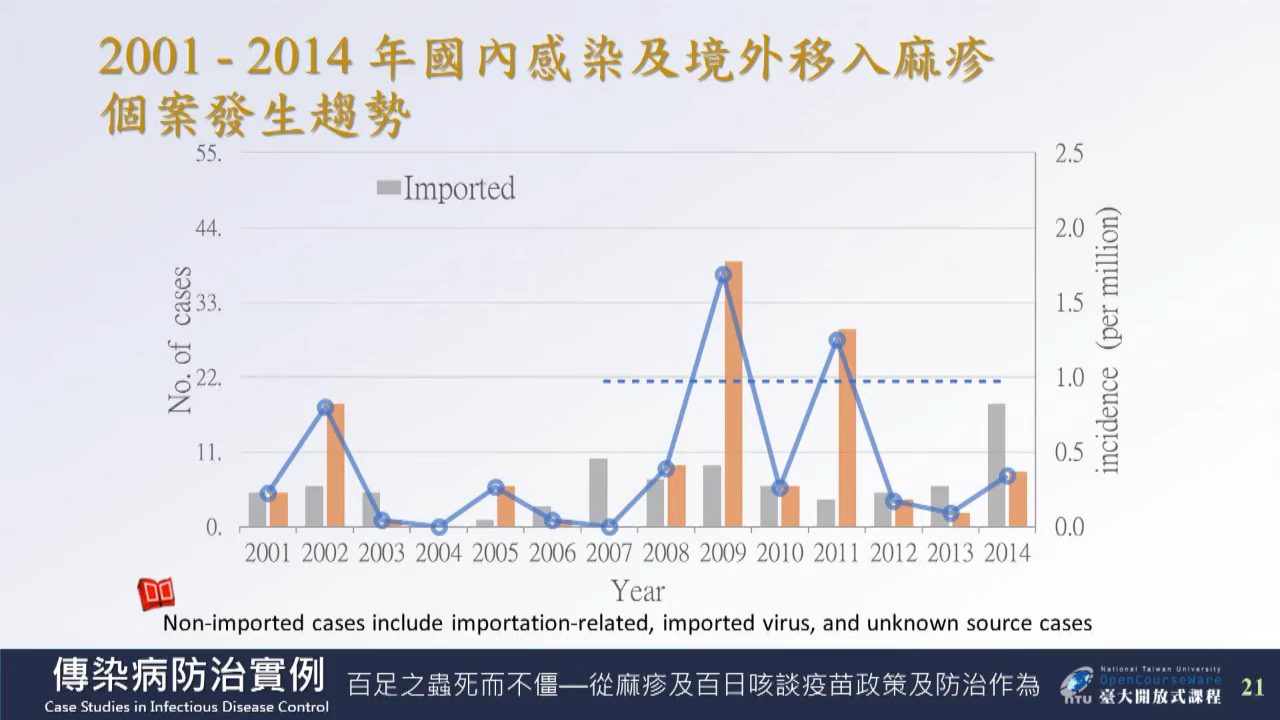 2001 - 2014 年國內感染及境外移入麻疹
個案發生趨勢
Imported
55.
44.
33.
22.
11.
0.
No. of cases
2.5
2.0
1.5
1.0
0.5
0.0
incidence (per million)
2001 2002 2003 2004 2005 2006 2007 2008 2009 2010 2011 2012 2013 2014
Year
Non-imported cases include importation-related, imported virus, and unknown source cases
傳染病防治實例
Case Studies in Infectious Disease Control
百足之蟲死而不僵—從麻疹及百日咳談疫苗政策及防治作為
NTU
National Taiwan University
OpenCourseWare
臺大開放式課程
21